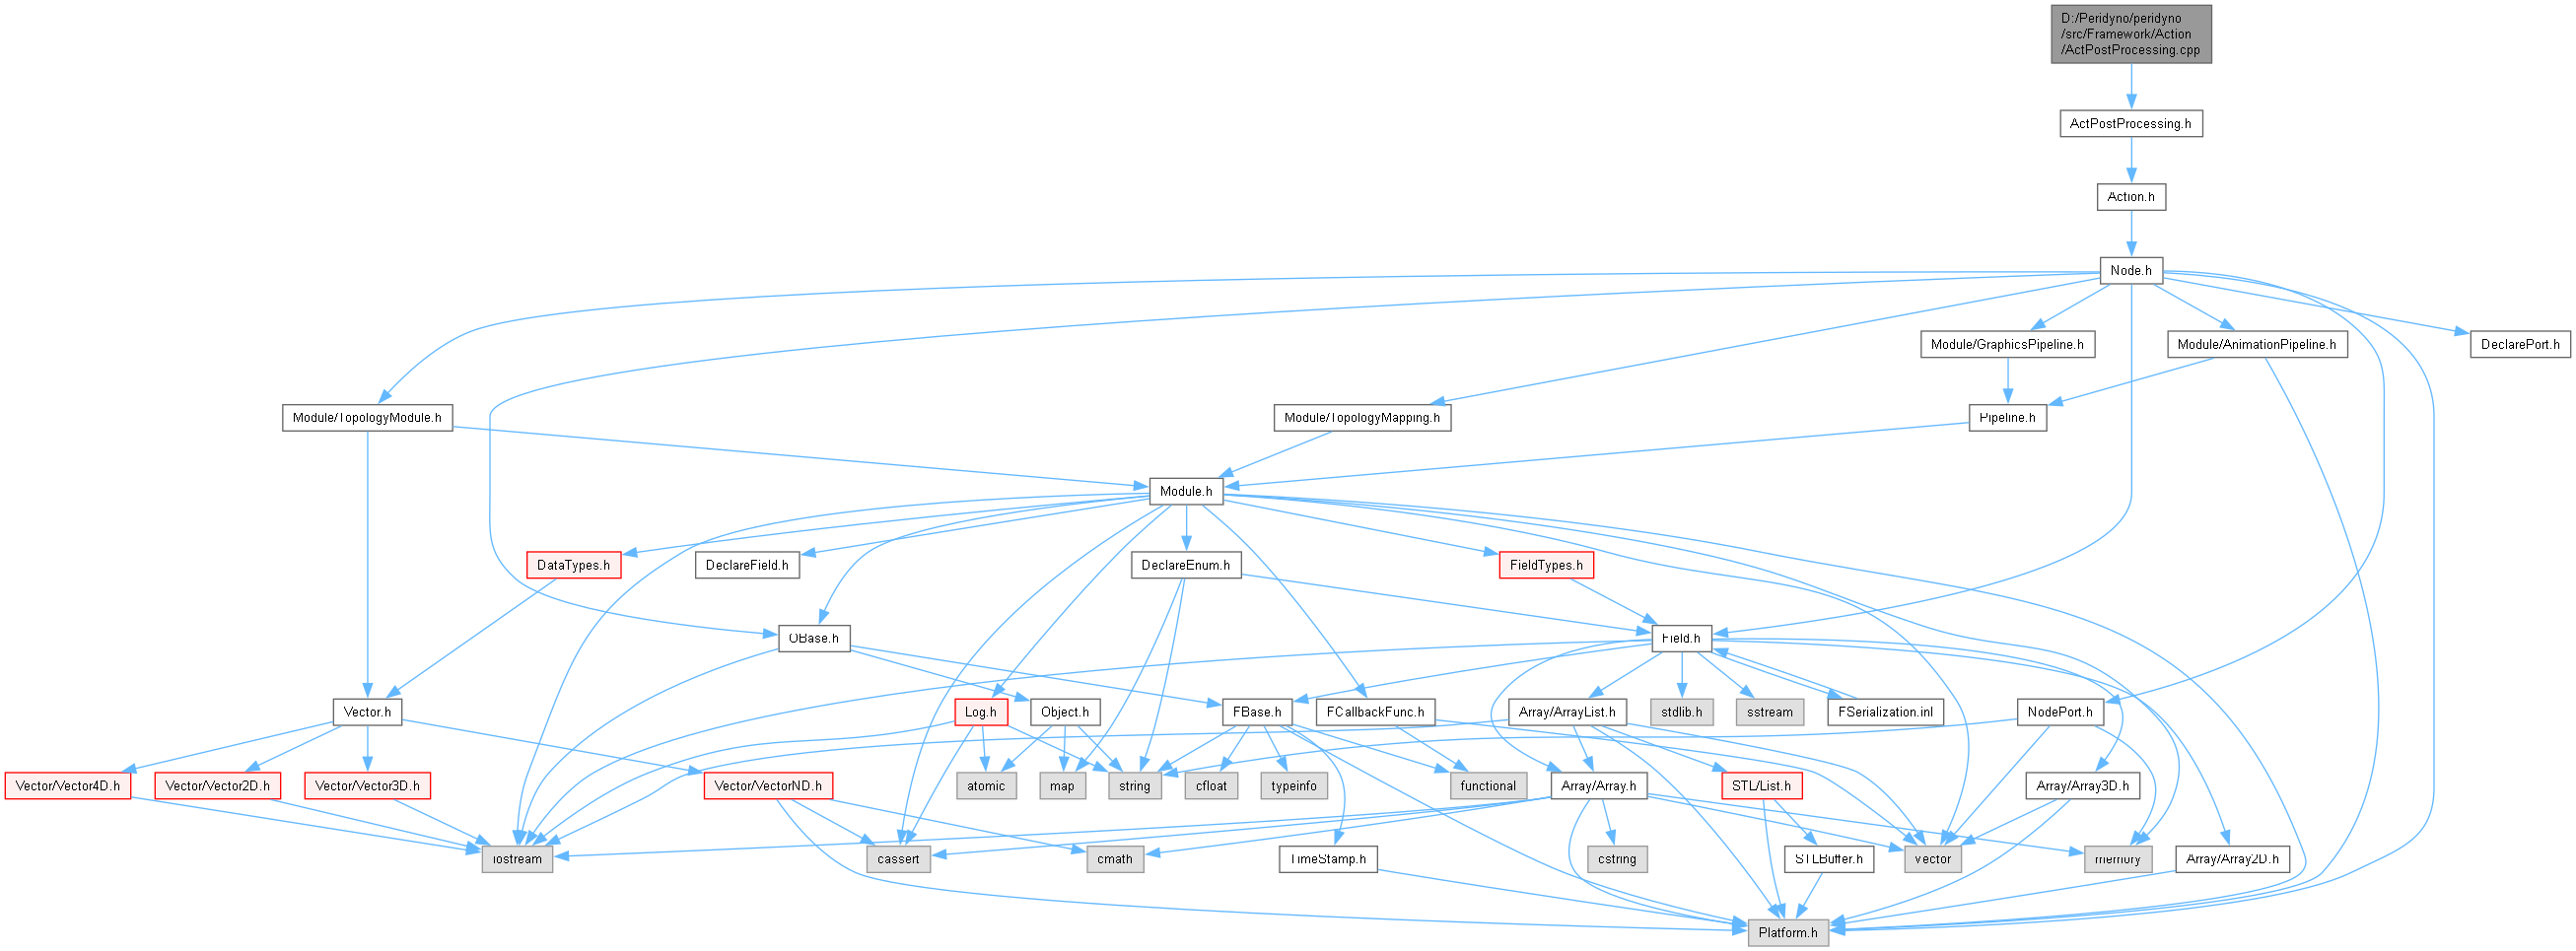 D:/Peridyno/peridyno
/src/Framework/Action
/ActPostProcessing.cpp
ActPostProcessing.h
Action.h
Node.h
Module/GraphicsPipeline.h
Module/AnimationPipeline.h
DeclarePort.h
Module/TopologyModule.h
Module/TopologyMapping.h
Pipeline.h
Module.h
DataTypes.h
DeclareField.h
DeclareEnum.h
FieldTypes.h
OBase.h
Field.h
Vector.h
Log.h
Object.h
FBase.h
FCallbackFunc.h
Array/ArrayList.h
stdlib.h
sstream
FSerialization.inl
NodePort.h
Vector/Vector4D.h
Vector/Vector2D.h
Vector/Vector3D.h
Vector/VectorND.h
atomic
map
string
cfloat
typeinfo
functional
Array/Array.h
STL/List.h
Array/Array3D.h
iostream
cassert
cmath
TimeStamp.h
cstring
STLBuffer.h
vector
memory
Array/Array2D.h
Platform.h